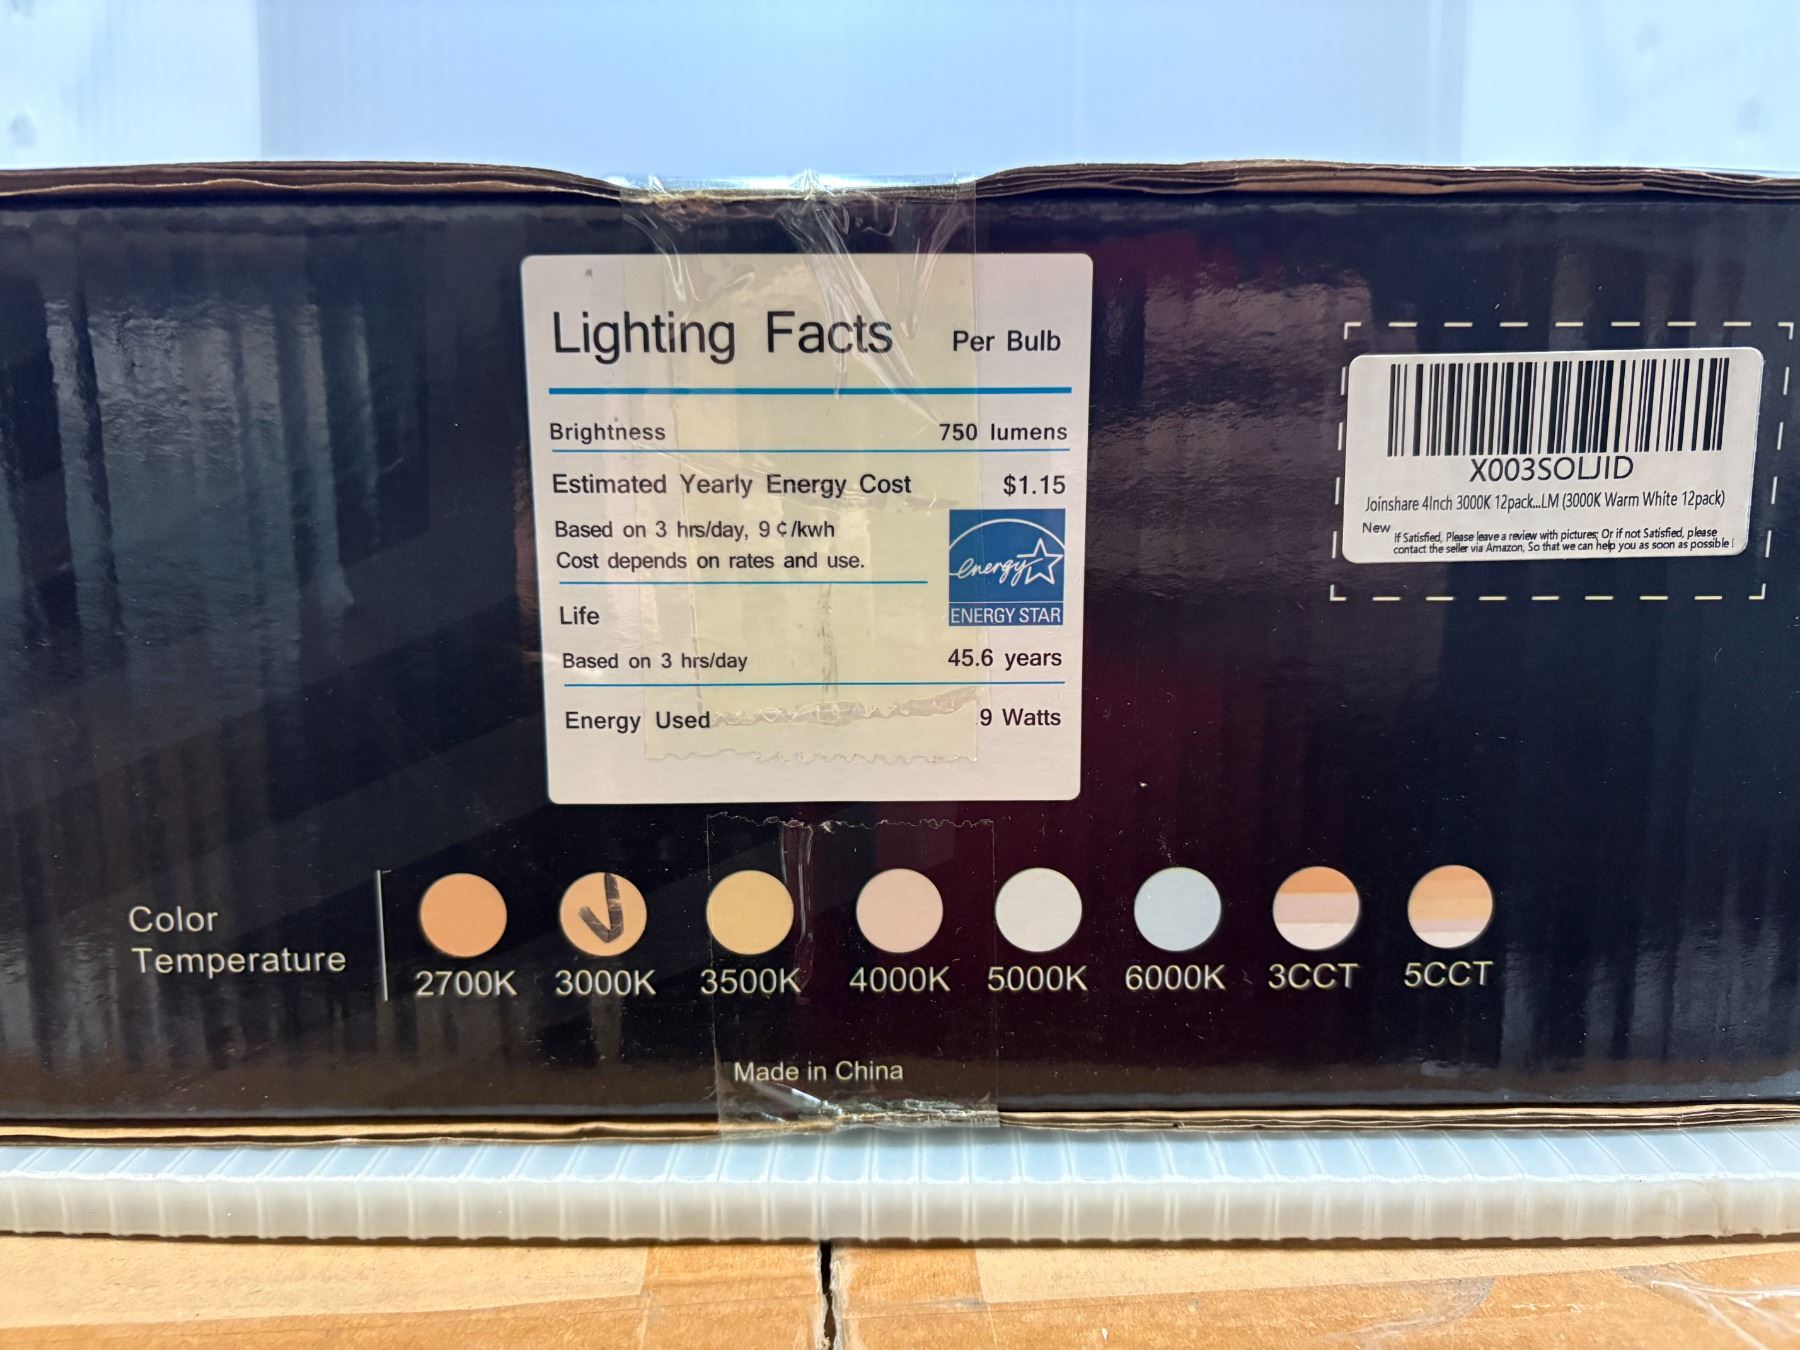 Lighting Facts Per Bulb
Brightness 750 lumens
Estimated Yearly Energy Cost $1.15
Based on 3 hrs/day, 9 ¢/kwh
Cost depends on rates and use.
energy
ENERGY STAR
Life
Based on 3 hrs/day 45.6 years
Energy Used 9 Watts
X003SOLJID
Joinshare 4Inch 3000K 12pack...LM (3000K Warm White 12pack)
New
If Satisfied, Please leave a review with pictures; Or if not Satisfied, please
contact the seller via Amazon, So that we can help you as soon as possible!
Color
Temperature
2700K 3000K 3500K 4000K 5000K 6000K 3CCT 5CCT
Made in China